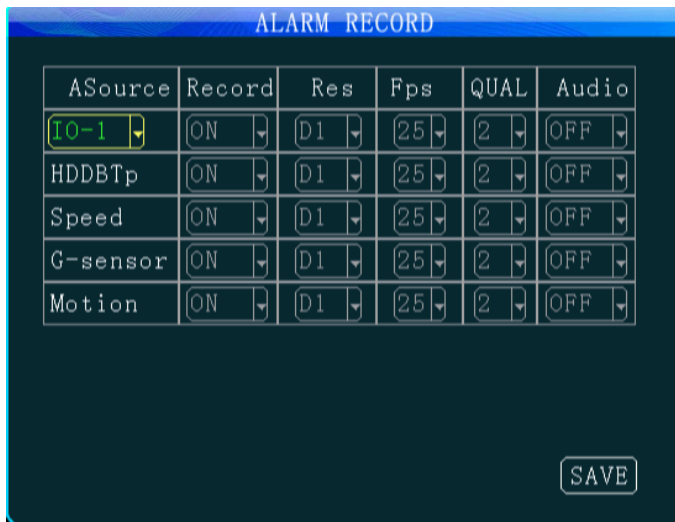 ALARM RECORD
ASource Record Res Fps QUAL Audio
IO-1 ON D1 25 2 OFF
HDDBTp ON D1 25 2 OFF
Speed ON D1 25 2 OFF
G-sensor ON D1 25 2 OFF
Motion ON D1 25 2 OFF
SAVE